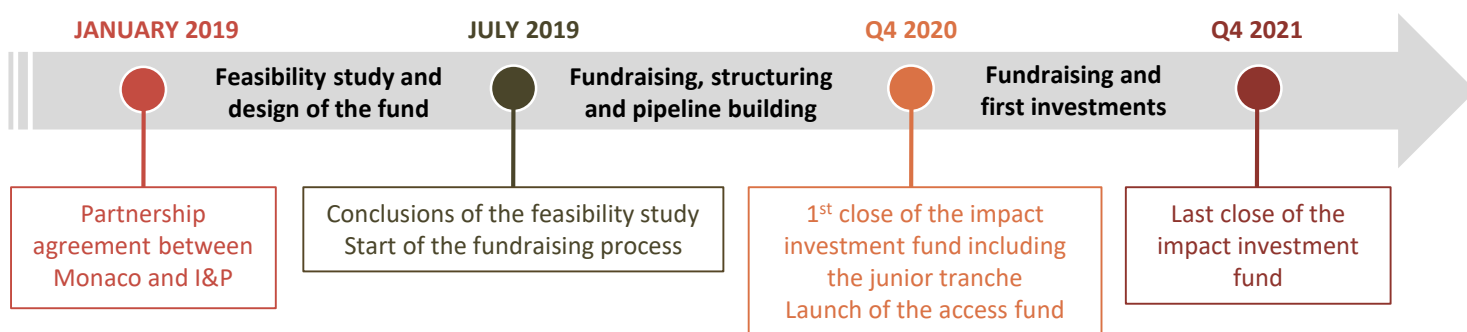 JANUARY 2019
JULY 2019
Q4 2020
Q4 2021
Feasibility study and
design of the fund
Fundraising, structuring
and pipeline building
Fundraising and
first investments
Partnership
agreement between
Monaco and I&P
Conclusions of the feasibility study
Start of the fundraising process
1st close of the impact
investment fund including
the junior tranche
Launch of the access fund
Last close of the
impact investment
fund